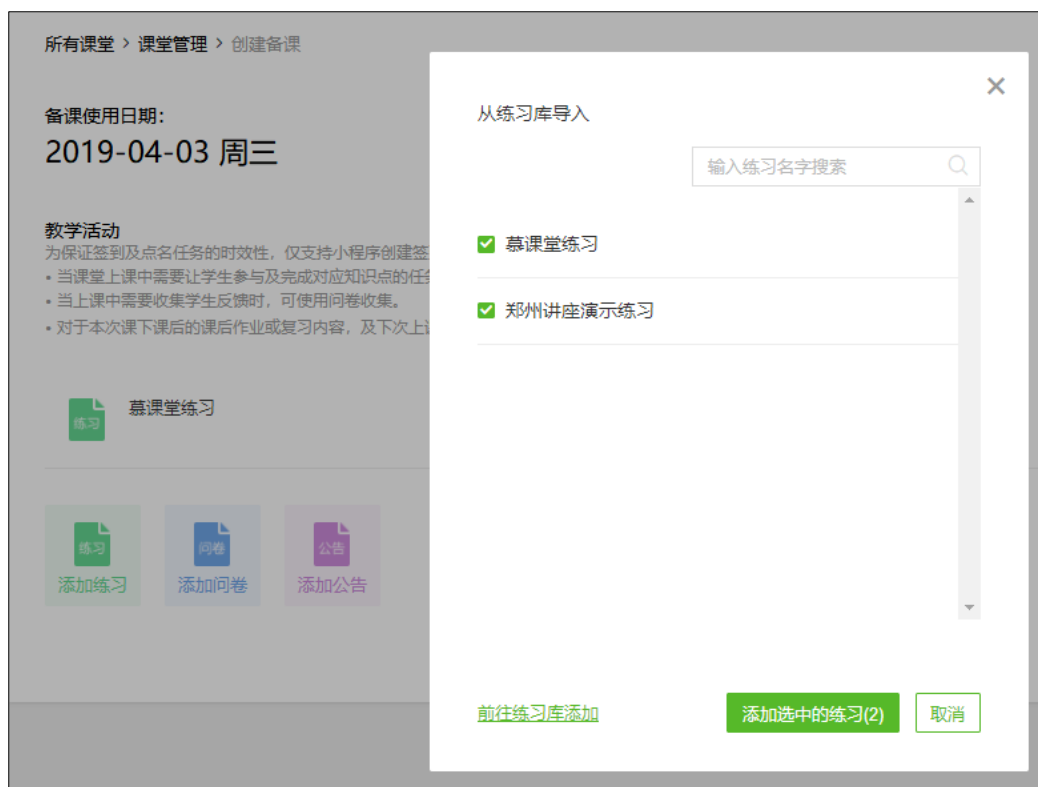 所有课堂 > 课堂管理 > 创建备课
备课使用日期：
2019-04-03 周三
教学活动
为保证签到及点名任务的时效性，仅支持小程序创建签
• 当课堂上课中需要让学生参与及完成对应知识点的任
• 当上课中需要收集学生反馈时，可使用问卷收集。
• 对于本次课下课后的课后作业或复习内容，及下次上
练习
慕课堂练习
练习
添加练习
问卷
添加问卷
公告
添加公告
从练习库导入
输入练习名字搜索
慕课堂练习
郑州讲座演示练习
前往练习库添加
添加选中的练习(2)
取消